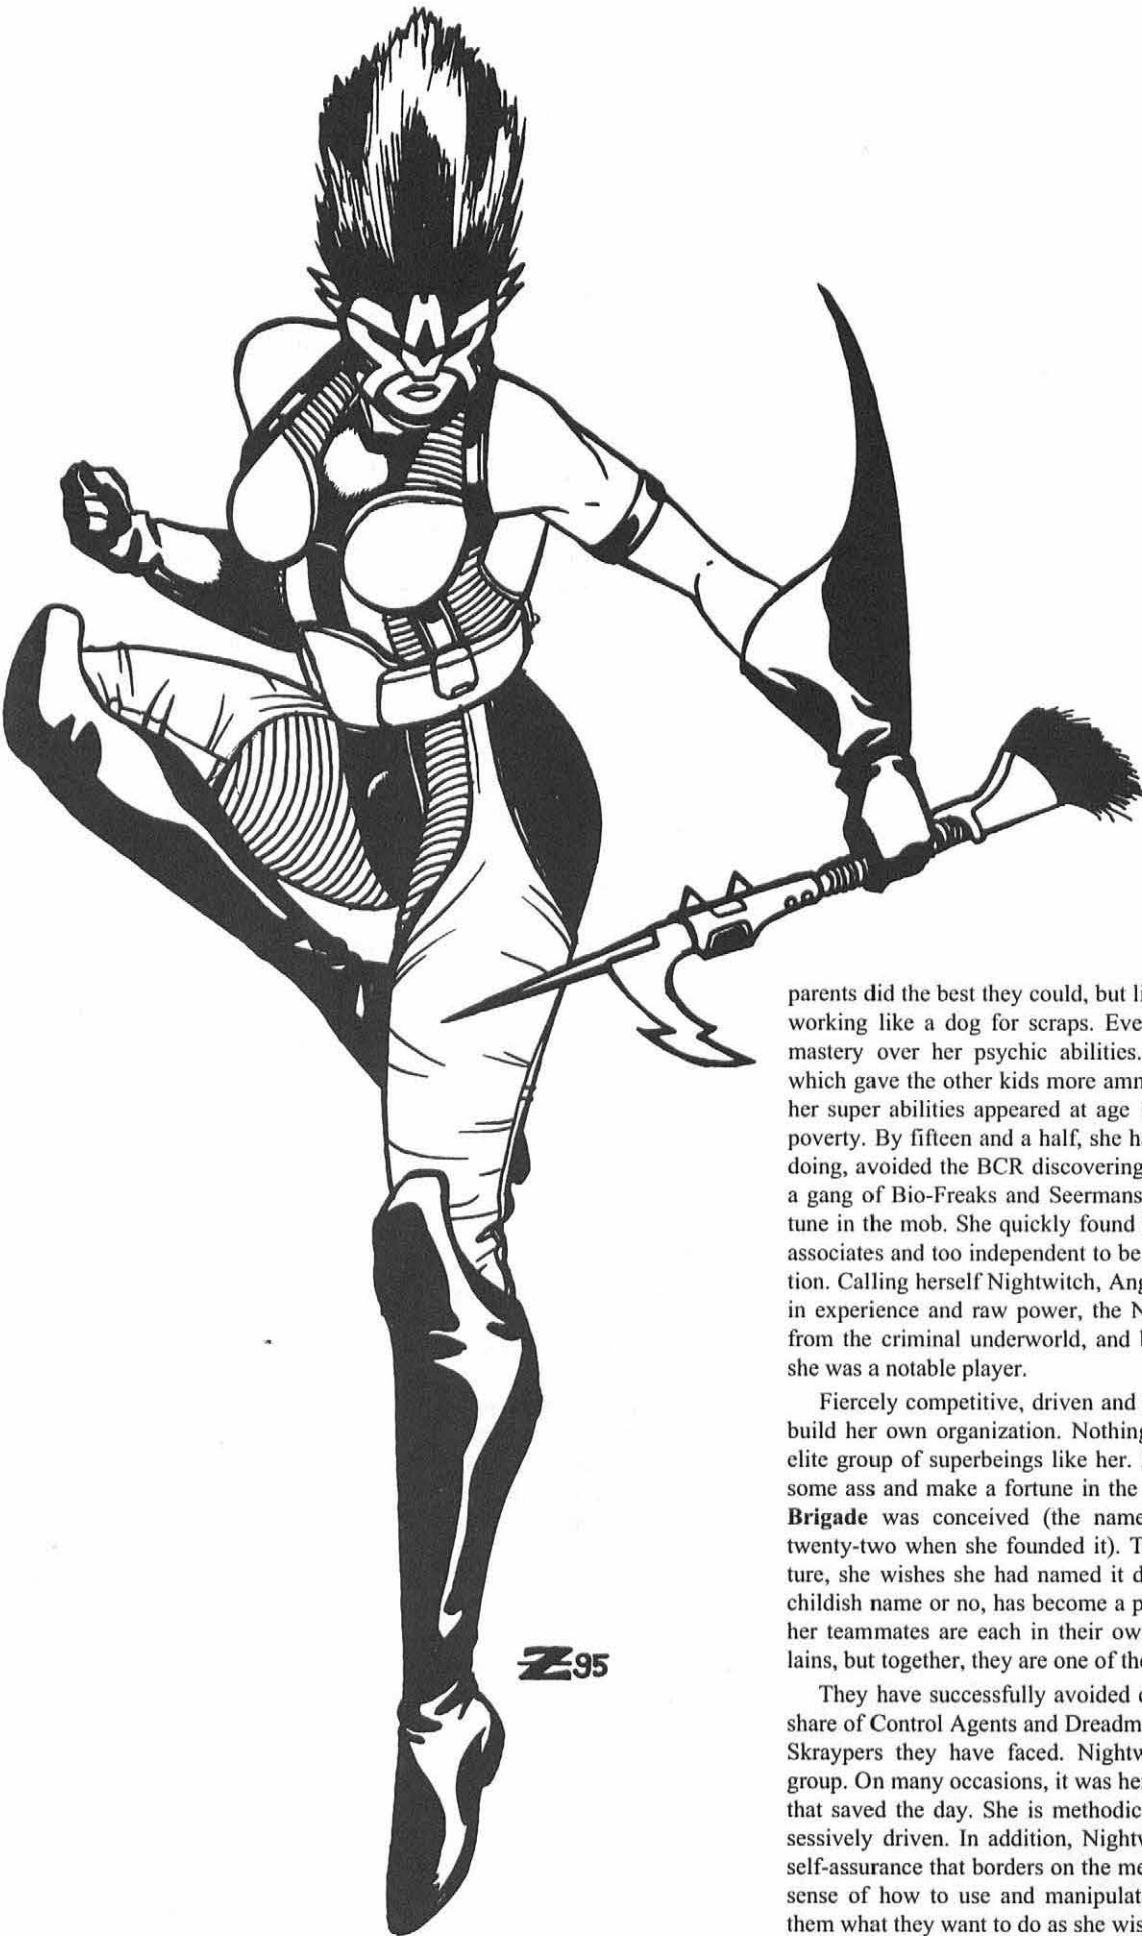 parents did the best they could, but li
working like a dog for scraps. Eve
mastery over her psychic abilities.
which gave the other kids more amn
her super abilities appeared at age
poverty. By fifteen and a half, she h
doing, avoided the BCR discovering
a gang of Bio-Freaks and Seermans
tune in the mob. She quickly found
associates and too independent to be
tion. Calling herself Nightwitch, Ang
in experience and raw power, the N
from the criminal underworld, and
she was a notable player.
Fiercely competitive, driven and
build her own organization. Nothing
elite group of superbeings like her.
some ass and make a fortune in the
Brigade was conceived (the name
twenty-two when she founded it). T
ture, she wishes she had named it d
childish name or no, has become a p
her teammates are each in their ow
lains, but together, they are one of the
They have successfully avoided c
share of Control Agents and Dreadm
Skraypers they have faced. Nightw
group. On many occasions, it was he
that saved the day. She is methodic
sessively driven. In addition, Nightw
self-assurance that borders on the me
sense of how to use and manipulat
them what they want to do as she wis
Z 95